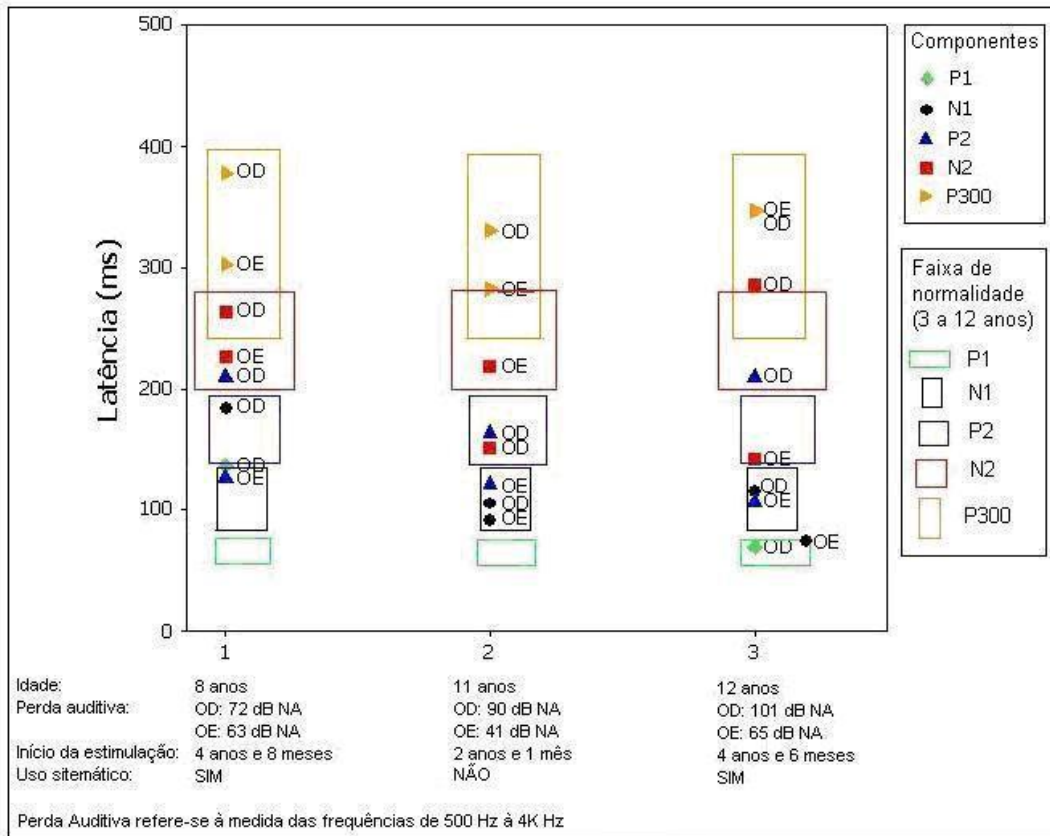 500
400
300
200
100
0
Latência (ms)
1
2
3
OD
OE
OD
OE
OD
OD
OD
OE
OD
OE
OE
OD
OD
OE
OD
OE
OE
OD
OD
OD
OE
OD
OE
OE
OD
Componentes
P1
N1
P2
N2
P300
Faixa de
normalidade
(3 a 12 anos)
P1
N1
P2
N2
P300
Idade: 8 anos 11 anos 12 anos
Perda auditiva: OD: 72 dB NA OD: 90 dB NA OD: 101 dB NA
OE: 63 dB NA OE: 41 dB NA OE: 65 dB NA
Início da estimulação: 4 anos e 8 meses 2 anos e 1 mês 4 anos e 6 meses
Uso sitemático: SIM NÃO SIM
Perda Auditiva refere-se à medida das frequências de 500 Hz à 4K Hz